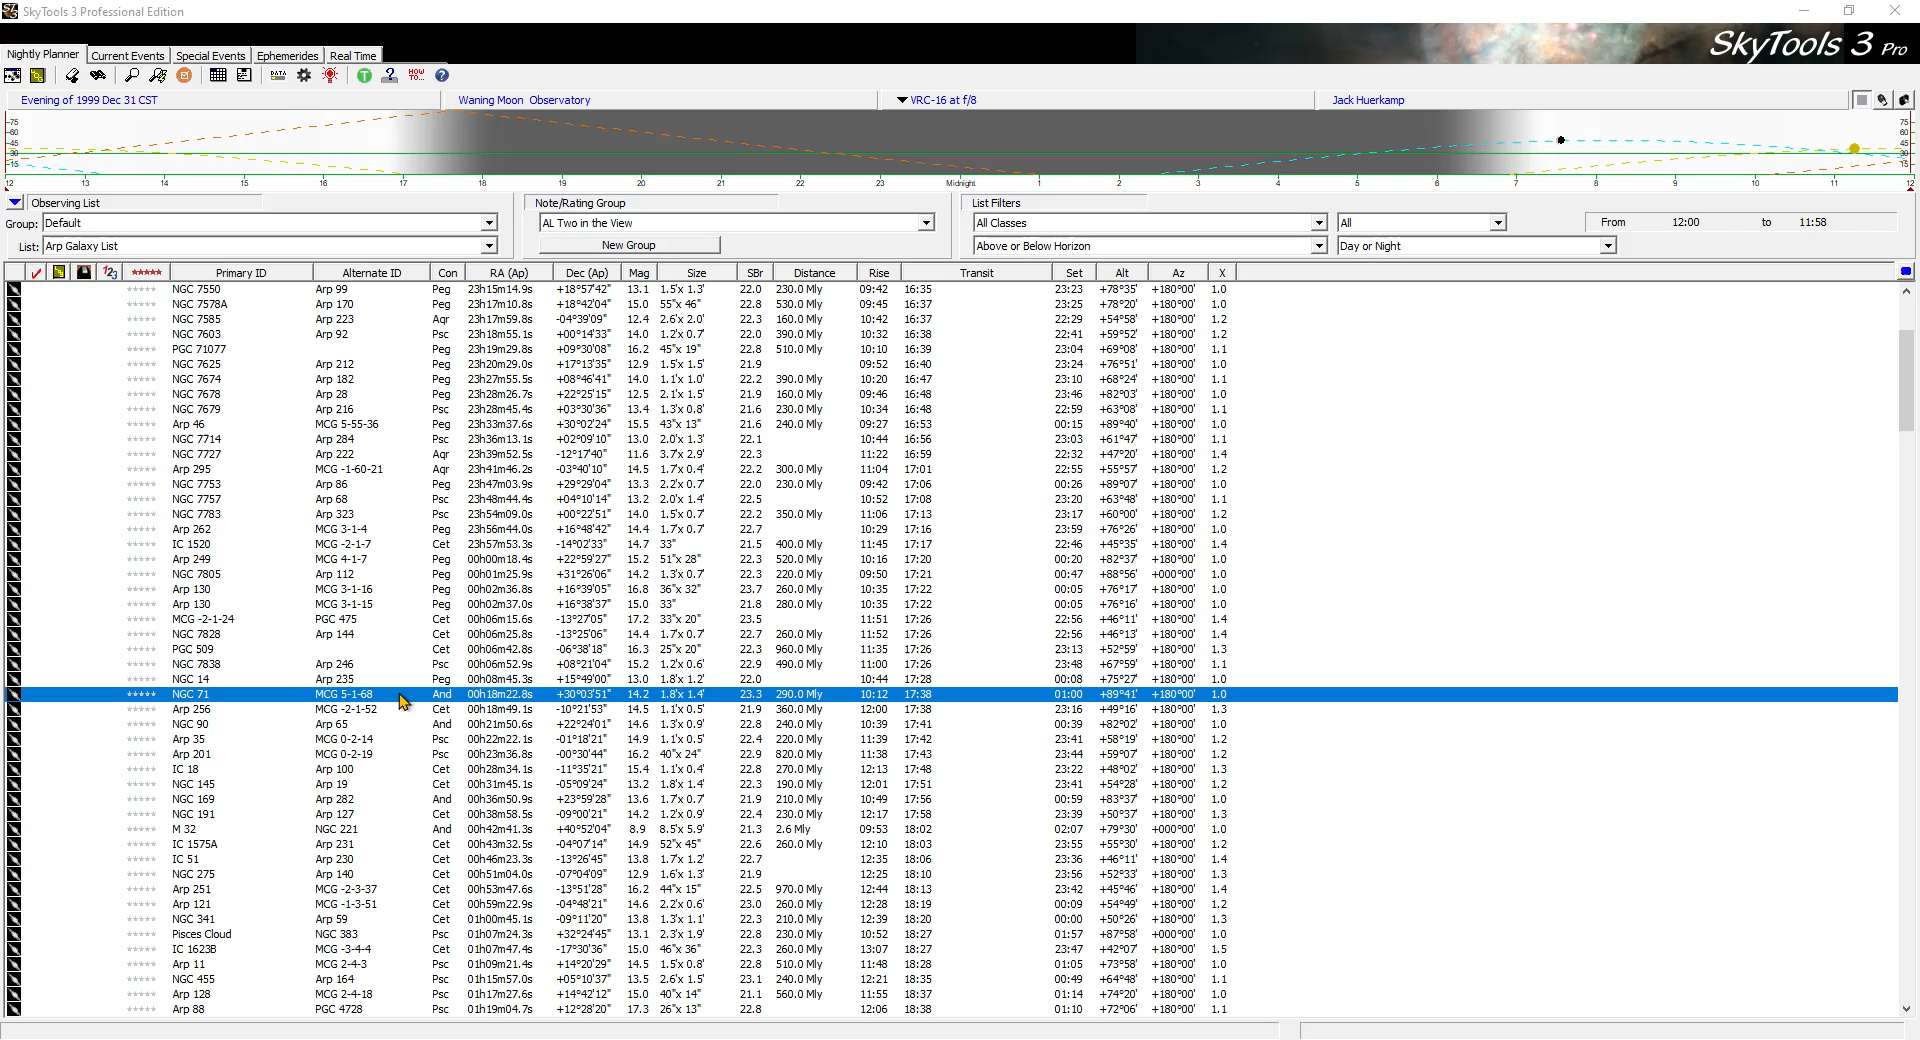 SkyTools 3 Professional Edition
SkyTools 3 Pro
Nightly Planner Current Events Special Events Ephemerides Real Time
DATA HOW TO... T ? ?
Evening of 1999 Dec 31 CST Waning Moon Observatory VRC-16 at f/8 Jack Huerkamp
75 75
60 60
45 45
30 30
15 15
12 13 14 15 16 17 18 19 20 21 22 23 Midnight 1 2 3 4 5 6 7 8 9 10 11 12
Observing List Note/Rating Group List Filters
Group: Default AL Two in the View All Classes All From 12:00 to 11:58
List: Arp Galaxy List New Group Above or Below Horizon Day or Night
123 ***** Primary ID Alternate ID Con RA (Ap) Dec (Ap) Mag Size SBr Distance Rise Transit Set Alt Az X
***** NGC 7550 Arp 99 Peg 23h15m14.9s +18°57'42" 13.1 1.5'x 1.3' 22.0 230.0 Mly 09:42 16:35 23:23 +78°35' +180°00' 1.0
***** NGC 7578A Arp 170 Peg 23h17m10.8s +18°42'04" 15.0 55"x 46" 22.8 530.0 Mly 09:45 16:37 23:25 +78°20' +180°00' 1.0
***** NGC 7585 Arp 223 Aqr 23h17m59.8s -04°39'09" 12.4 2.6'x 2.0' 22.3 160.0 Mly 10:42 16:37 22:29 +54°58' +180°00' 1.2
***** NGC 7603 Arp 92 Psc 23h18m55.1s +00°14'33" 14.0 1.2'x 0.7' 22.0 390.0 Mly 10:32 16:38 22:41 +59°52' +180°00' 1.2
***** PGC 71077 Peg 23h19m29.8s +09°30'08" 16.2 45"x 19" 22.8 510.0 Mly 10:10 16:39 23:04 +69°08' +180°00' 1.1
***** NGC 7625 Arp 212 Peg 23h20m29.0s +17°13'35" 12.9 1.5'x 1.5' 21.9 09:52 16:40 23:24 +76°51' +180°00' 1.0
***** NGC 7674 Arp 182 Peg 23h27m55.5s +08°46'41" 14.0 1.1'x 1.0' 22.2 390.0 Mly 10:20 16:47 23:10 +68°24' +180°00' 1.1
***** NGC 7678 Arp 28 Peg 23h28m26.7s +22°25'15" 12.5 2.1'x 1.5' 21.9 160.0 Mly 09:46 16:48 23:46 +82°03' +180°00' 1.0
***** NGC 7679 Arp 216 Psc 23h28m45.4s +03°30'36" 13.4 1.3'x 0.8' 21.6 230.0 Mly 10:34 16:48 22:59 +63°08' +180°00' 1.1
***** Arp 46 MCG 5-55-36 Peg 23h33m37.6s +30°02'24" 15.5 43"x 13" 21.6 240.0 Mly 09:27 16:53 00:15 +89°40' +180°00' 1.0
***** NGC 7714 Arp 284 Psc 23h36m13.1s +02°09'10" 13.0 2.0'x 1.3' 22.1 10:44 16:56 23:03 +61°47' +180°00' 1.1
***** NGC 7727 Arp 222 Aqr 23h39m52.5s -12°17'40" 11.6 3.7'x 2.9' 22.3 11:22 16:59 22:32 +47°20' +180°00' 1.4
***** Arp 295 MCG -1-60-21 Aqr 23h41m46.2s -03°40'10" 14.5 1.7'x 0.4' 22.2 300.0 Mly 11:04 17:01 22:55 +55°57' +180°00' 1.2
***** NGC 7753 Arp 86 Peg 23h47m03.9s +29°29'04" 13.3 2.2'x 0.7' 22.0 230.0 Mly 09:42 17:06 00:26 +89°07' +180°00' 1.0
***** NGC 7757 Arp 68 Psc 23h48m44.4s +04°10'14" 13.2 2.0'x 1.4' 22.5 10:52 17:08 23:20 +63°48' +180°00' 1.1
***** NGC 7783 Arp 323 Psc 23h54m09.0s +00°22'51" 14.0 1.5'x 0.7' 22.2 350.0 Mly 11:06 17:13 23:17 +60°00' +180°00' 1.2
***** Arp 262 MCG 3-1-4 Peg 23h56m44.0s +16°48'42" 14.4 1.7'x 0.7' 22.7 10:29 17:16 23:59 +76°26' +180°00' 1.0
***** IC 1520 MCG -2-1-7 Cet 23h57m53.3s -14°02'33" 14.7 33" 21.5 400.0 Mly 11:45 17:17 22:46 +45°35' +180°00' 1.4
***** Arp 249 MCG 4-1-7 Peg 00h00m18.4s +22°59'27" 15.2 51"x 28" 22.3 520.0 Mly 10:16 17:20 00:20 +82°37' +180°00' 1.0
***** NGC 7805 Arp 112 Peg 00h01m25.9s +31°26'06" 14.2 1.3'x 0.7' 22.3 220.0 Mly 09:50 17:21 00:47 +88°56' +000°00' 1.0
***** Arp 130 MCG 3-1-16 Peg 00h02m36.8s +16°39'05" 16.8 36"x 32" 23.7 260.0 Mly 10:35 17:22 00:05 +76°17' +180°00' 1.0
***** Arp 130 MCG 3-1-15 Peg 00h02m37.0s +16°38'37" 15.0 33" 21.8 280.0 Mly 10:35 17:22 00:05 +76°16' +180°00' 1.0
***** MCG -2-1-24 PGC 475 Cet 00h06m15.6s -13°27'05" 17.2 33"x 20" 23.5 11:51 17:26 22:56 +46°11' +180°00' 1.4
***** NGC 7828 Arp 144 Cet 00h06m25.8s -13°25'06" 14.4 1.7'x 0.7' 22.7 260.0 Mly 11:52 17:26 22:56 +46°13' +180°00' 1.4
***** PGC 509 Cet 00h06m42.8s -06°38'18" 16.3 25"x 20" 22.3 960.0 Mly 11:35 17:26 23:13 +52°59' +180°00' 1.3
***** NGC 7838 Arp 246 Psc 00h06m52.9s +08°21'04" 15.2 1.2'x 0.6' 22.9 490.0 Mly 11:00 17:26 23:48 +67°59' +180°00' 1.1
***** NGC 14 Arp 235 Peg 00h08m45.3s +15°49'00" 13.0 1.8'x 1.2' 22.0 10:44 17:28 00:08 +75°27' +180°00' 1.0
***** NGC 71 MCG 5-1-68 And 00h18m22.8s +30°03'51" 14.2 1.8'x 1.4' 23.3 290.0 Mly 10:12 17:38 01:00 +89°41' +180°00' 1.0
***** Arp 256 MCG -2-1-52 Cet 00h18m49.1s -10°21'53" 14.5 1.1'x 0.5' 21.9 360.0 Mly 12:00 17:38 23:16 +49°16' +180°00' 1.3
***** NGC 90 Arp 65 And 00h21m50.6s +22°24'01" 14.6 1.3'x 0.9' 22.8 240.0 Mly 10:39 17:41 00:39 +82°02' +180°00' 1.0
***** Arp 35 MCG 0-2-14 Psc 00h22m22.1s -01°18'21" 14.9 1.1'x 0.5' 22.4 220.0 Mly 11:39 17:42 23:41 +58°19' +180°00' 1.2
***** Arp 201 MCG 0-2-19 Psc 00h23m36.8s -00°30'44" 16.2 40"x 24" 22.9 820.0 Mly 11:38 17:43 23:44 +59°07' +180°00' 1.2
***** IC 18 Arp 100 Cet 00h28m34.1s -11°35'21" 15.4 1.1'x 0.4' 22.8 270.0 Mly 12:13 17:48 23:22 +48°02' +180°00' 1.3
***** NGC 145 Arp 19 Cet 00h31m45.1s -05°09'24" 13.2 1.8'x 1.4' 22.3 190.0 Mly 12:01 17:51 23:41 +54°28' +180°00' 1.2
***** NGC 169 Arp 282 And 00h36m50.9s +23°59'28" 13.6 1.7'x 0.7' 21.9 210.0 Mly 10:49 17:56 00:59 +83°37' +180°00' 1.0
***** NGC 191 Arp 127 Cet 00h38m58.5s -09°00'21" 14.2 1.2'x 0.9' 22.4 230.0 Mly 12:17 17:58 23:39 +50°37' +180°00' 1.3
***** M 32 NGC 221 And 00h42m41.3s +40°52'04" 8.9 8.5'x 5.9' 21.3 2.6 Mly 09:53 18:02 02:07 +79°30' +000°00' 1.0
***** IC 1575A Arp 231 Cet 00h43m32.5s -04°07'14" 14.9 52"x 45" 22.6 260.0 Mly 12:10 18:03 23:55 +55°30' +180°00' 1.2
***** IC 51 Arp 230 Cet 00h46m23.3s -13°26'45" 13.8 1.7'x 1.2' 22.7 12:35 18:06 23:36 +46°11' +180°00' 1.4
***** NGC 275 Arp 140 Cet 00h51m04.0s -07°04'09" 12.9 1.6'x 1.3' 21.9 12:25 18:10 23:56 +52°33' +180°00' 1.3
***** Arp 251 MCG -2-3-37 Cet 00h53m47.6s -13°51'28" 16.2 44"x 15" 22.5 970.0 Mly 12:44 18:13 23:42 +45°46' +180°00' 1.4
***** Arp 121 MCG -1-3-51 Cet 00h59m22.9s -04°48'21" 14.6 2.2'x 0.6' 23.0 260.0 Mly 12:28 18:19 00:09 +54°49' +180°00' 1.2
***** NGC 341 Arp 59 Cet 01h00m45.1s -09°11'20" 13.8 1.3'x 1.1' 22.3 210.0 Mly 12:39 18:20 00:00 +50°26' +180°00' 1.3
***** Pisces Cloud NGC 383 Psc 01h07m24.3s +32°24'45" 13.1 2.3'x 1.9' 22.8 230.0 Mly 10:52 18:27 01:57 +87°58' +000°00' 1.0
***** IC 1623B MCG -3-4-4 Cet 01h07m47.4s -17°30'36" 15.0 46"x 36" 22.3 260.0 Mly 13:07 18:27 23:47 +42°07' +180°00' 1.5
***** Arp 11 MCG 2-4-3 Psc 01h09m21.4s +14°20'29" 14.5 1.5'x 0.8' 22.8 510.0 Mly 11:48 18:28 01:05 +73°58' +180°00' 1.0
***** NGC 455 Arp 164 Psc 01h15m57.0s +05°10'37" 13.5 2.6'x 1.5' 23.1 240.0 Mly 12:21 18:35 00:49 +64°48' +180°00' 1.1
***** Arp 128 MCG 2-4-18 Psc 01h17m27.6s +14°42'12" 15.0 40"x 14" 21.1 560.0 Mly 11:55 18:37 01:14 +74°20' +180°00' 1.0
***** Arp 88 PGC 4728 Psc 01h19m04.7s +12°28'20" 17.3 26"x 13" 22.8 12:06 18:38 01:10 +72°06' +180°00' 1.1